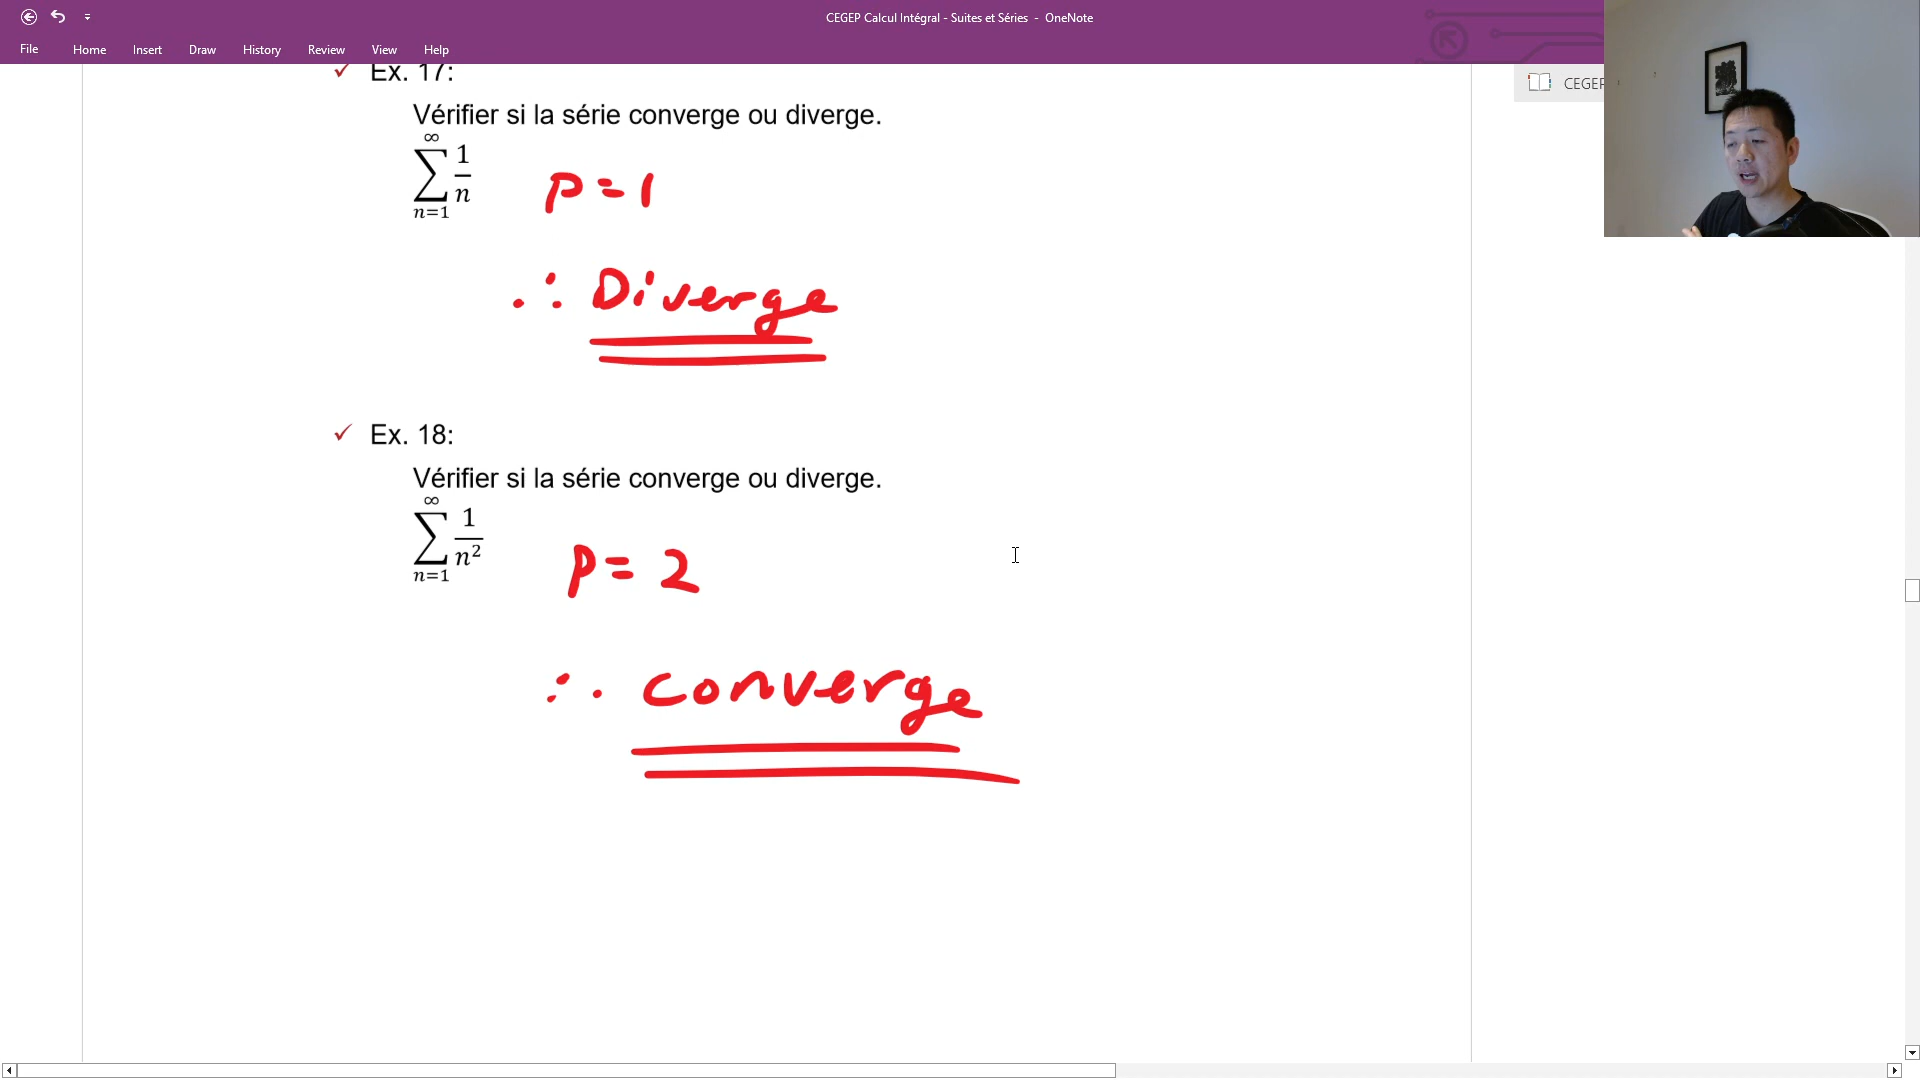 CEGEP Calcul Intégral - Suites et Séries - OneNote
File Home Insert Draw History Review View Help
CEGEP
✓ Ex. 17:
Vérifier si la série converge ou diverge.
∞
∑ 1/n
n=1
p = 1
∴ Diverge
✓ Ex. 18:
Vérifier si la série converge ou diverge.
∞
∑ 1/n²
n=1
p = 2
∴ converge